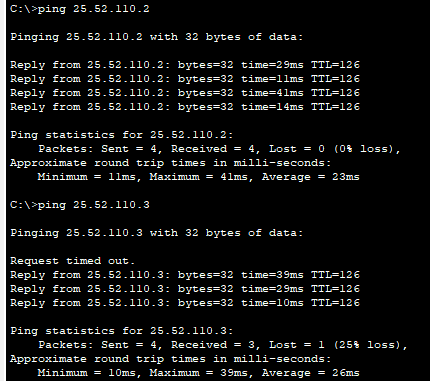 C:\>ping 25.52.110.2
Pinging 25.52.110.2 with 32 bytes of data:
Reply from 25.52.110.2: bytes=32 time=29ms TTL=126
Reply from 25.52.110.2: bytes=32 time=11ms TTL=126
Reply from 25.52.110.2: bytes=32 time=41ms TTL=126
Reply from 25.52.110.2: bytes=32 time=14ms TTL=126
Ping statistics for 25.52.110.2:
Packets: Sent = 4, Received = 4, Lost = 0 (0% loss),
Approximate round trip times in milli-seconds:
Minimum = 11ms, Maximum = 41ms, Average = 23ms
C:\>ping 25.52.110.3
Pinging 25.52.110.3 with 32 bytes of data:
Request timed out.
Reply from 25.52.110.3: bytes=32 time=39ms TTL=126
Reply from 25.52.110.3: bytes=32 time=29ms TTL=126
Reply from 25.52.110.3: bytes=32 time=10ms TTL=126
Ping statistics for 25.52.110.3:
Packets: Sent = 4, Received = 3, Lost = 1 (25% loss),
Approximate round trip times in milli-seconds:
Minimum = 10ms, Maximum = 39ms, Average = 26ms